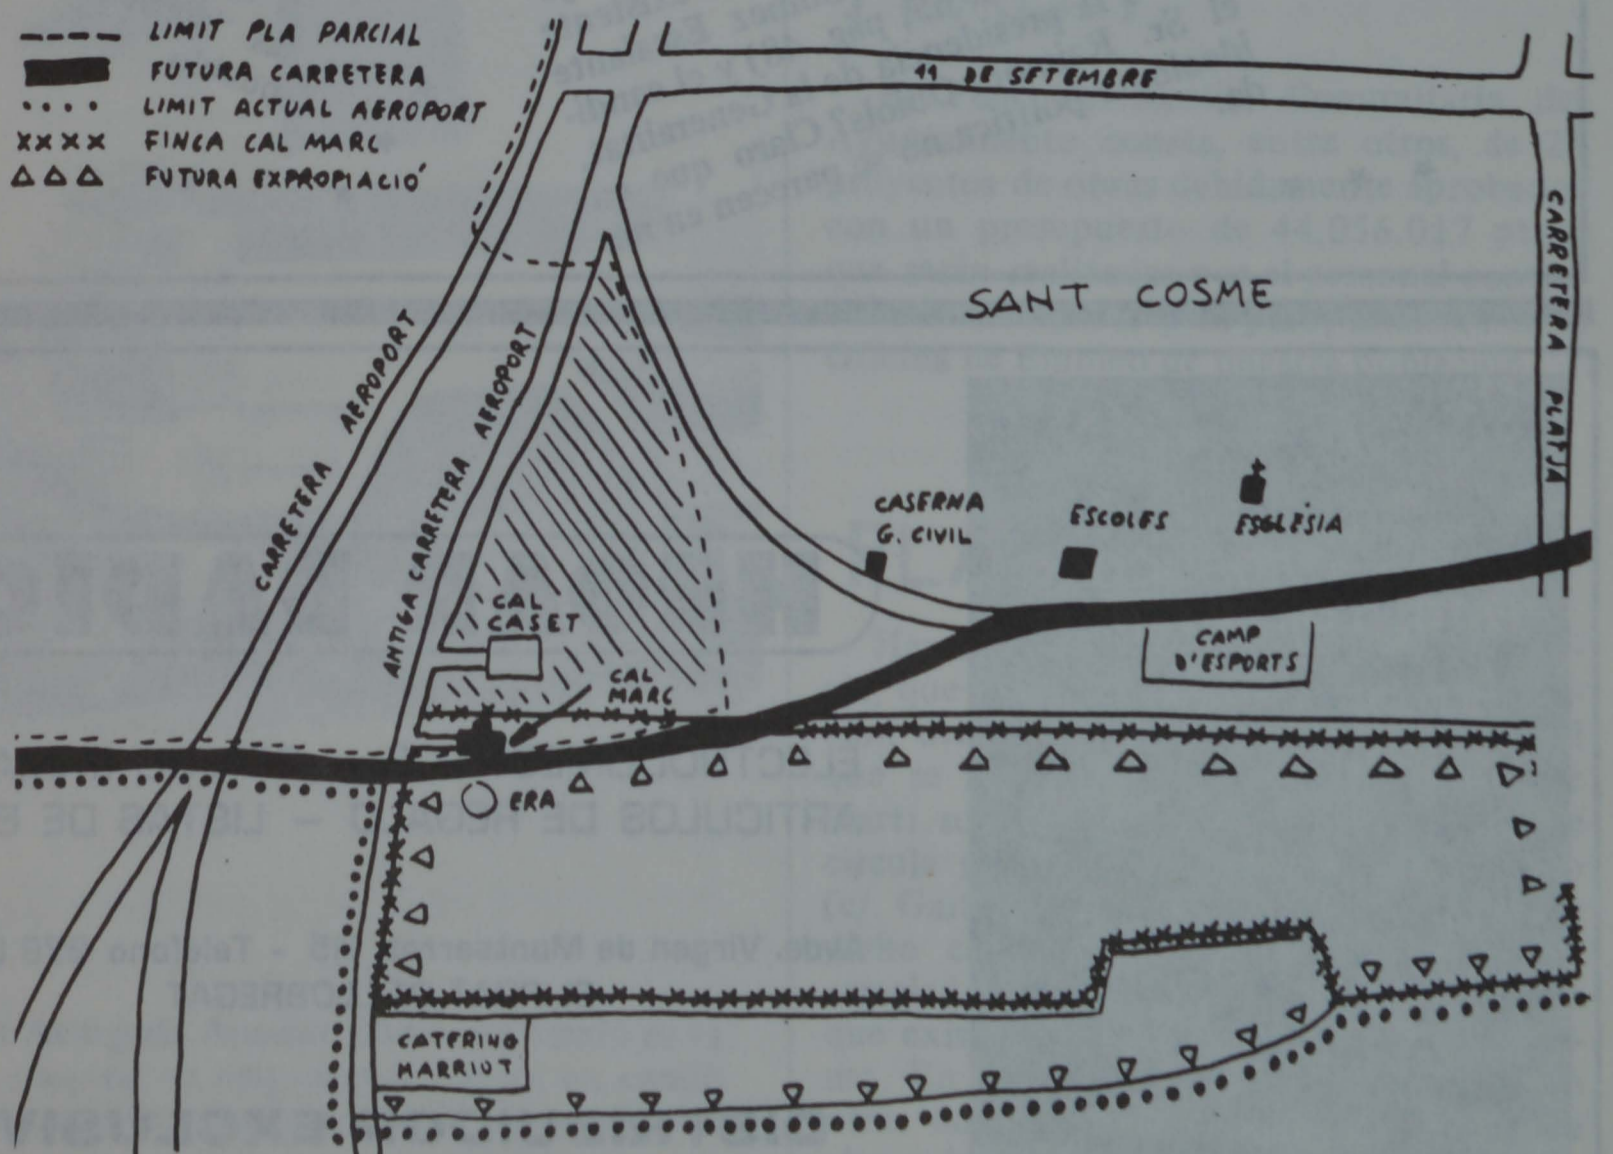 LIMIT PLA PARCIAL
FUTURA CARRETERA
LIMIT ACTUAL AEROPORT
FINCA CAL MARC
FUTURA EXPROPIACIÓ
11 DE SETEMBRE
SANT COSME
CARRETERA PLATJA
CARRETERA AEROPORT
ANTIGA CARRETERA AEROPORT
CASERNA
G. CIVIL
ESCOLES
ESGLÈSIA
CAL
CASET
CAL
MARC
CAMP
D'ESPORTS
ERA
CATERING
MARRIOT